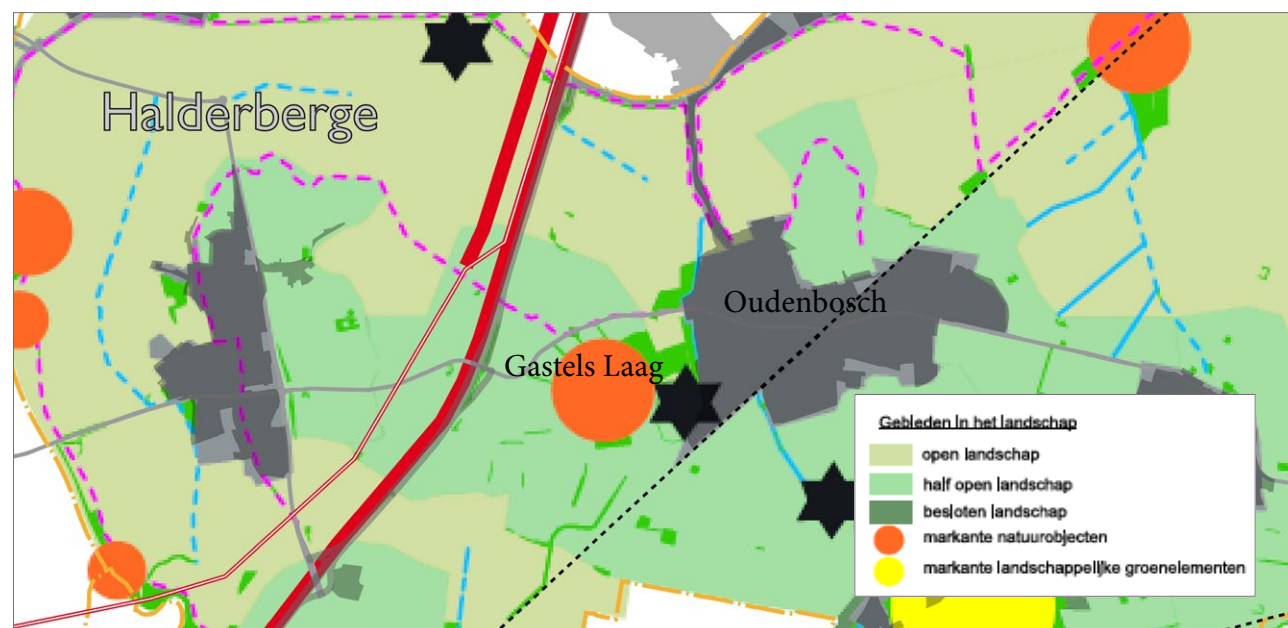 Halderberge
Oudenbosch
Gastels Laag
Gebieden in het landschap
open landschap
half open landschap
besloten landschap
markante natuurobjecten
markante landschappelijke groenelementen